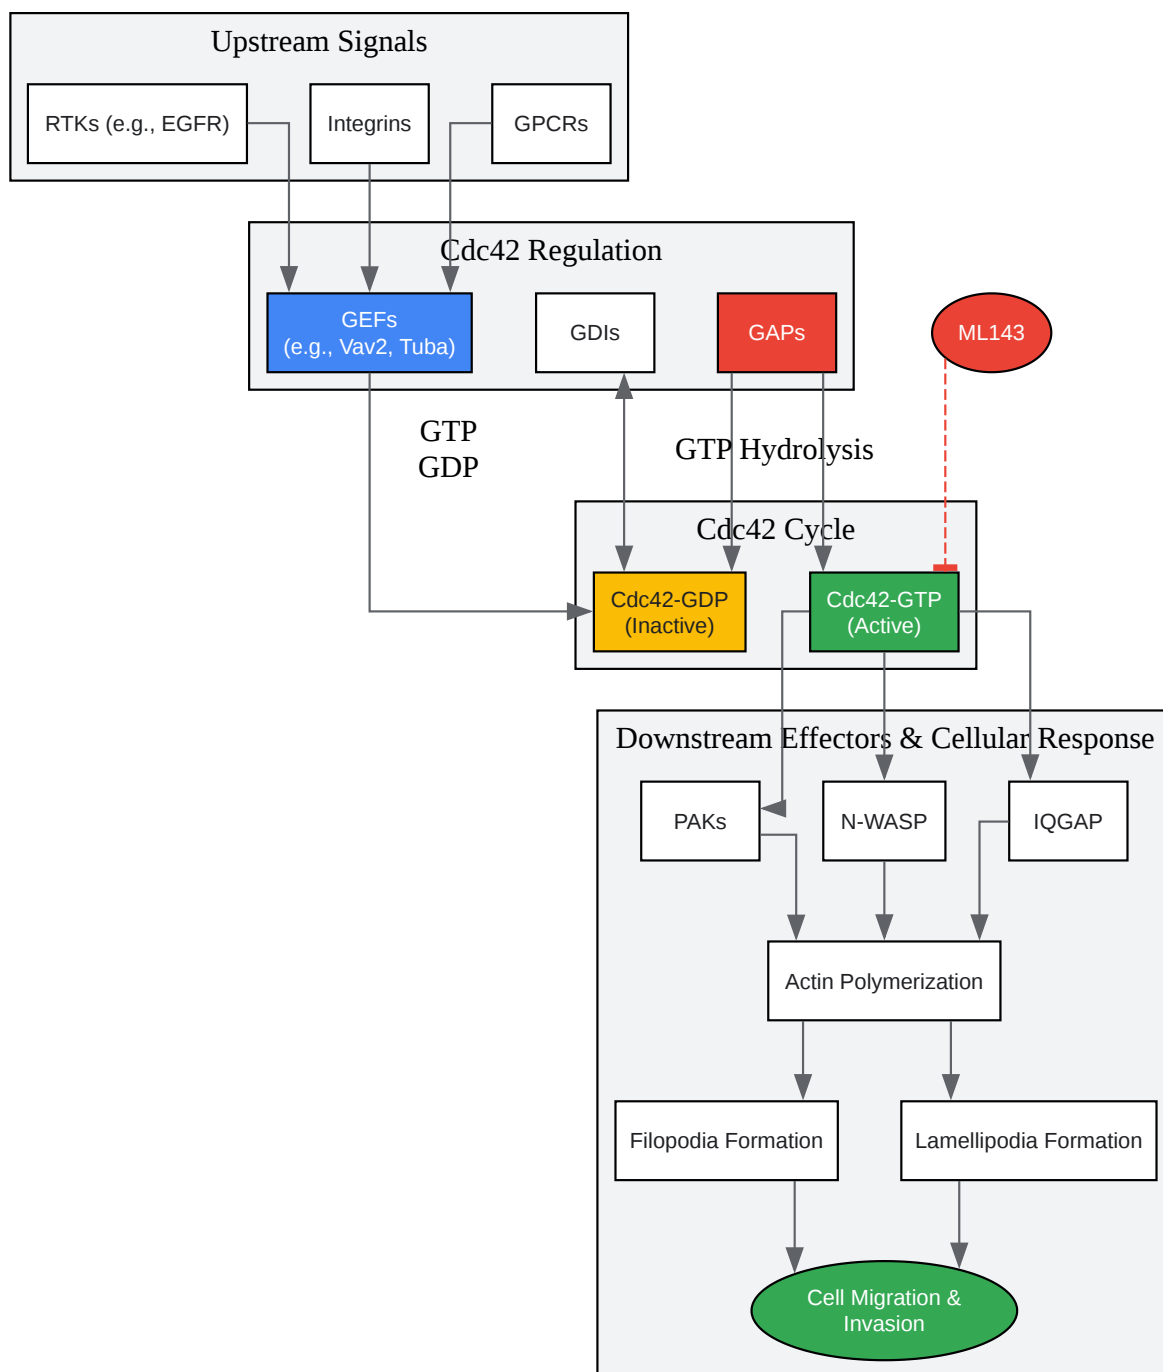 Upstream Signals
RTKs (e.g., EGFR)
Integrins
GPCRs
Cdc42 Regulation
GEFs
(e.g., Vav2, Tuba)
GDIs
GAPs
ML143
GTP
GDP
GTP Hydrolysis
Cdc42 Cycle
Cdc42-GDP
(Inactive)
Cdc42-GTP
(Active)
Downstream Effectors & Cellular Response
PAKs
N-WASP
IQGAP
Actin Polymerization
Filopodia Formation
Lamellipodia Formation
Cell Migration &
Invasion